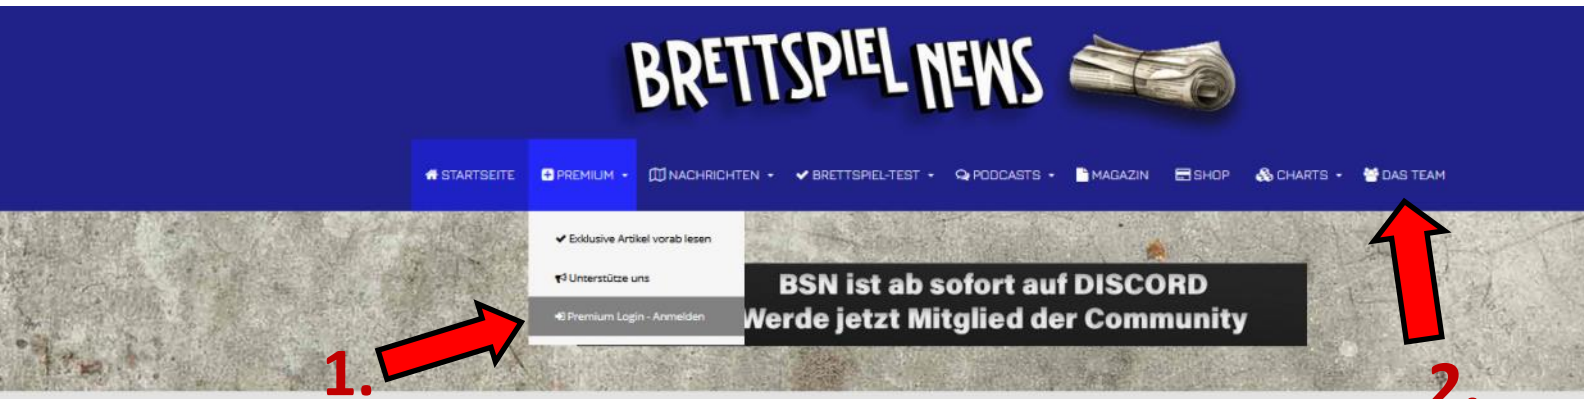 BRETTSPIEL NEWS
STARTSEITE PREMIUM NACHRICHTEN BRETTSPIEL-TEST PODCASTS MAGAZIN SHOP CHARTS DAS TEAM
Exklusive Artikel vorab lesen
Unterstütze uns
Premium Login - Anmelden
BSN ist ab sofort auf DISCORD
Werde jetzt Mitglied der Community
1.
2.